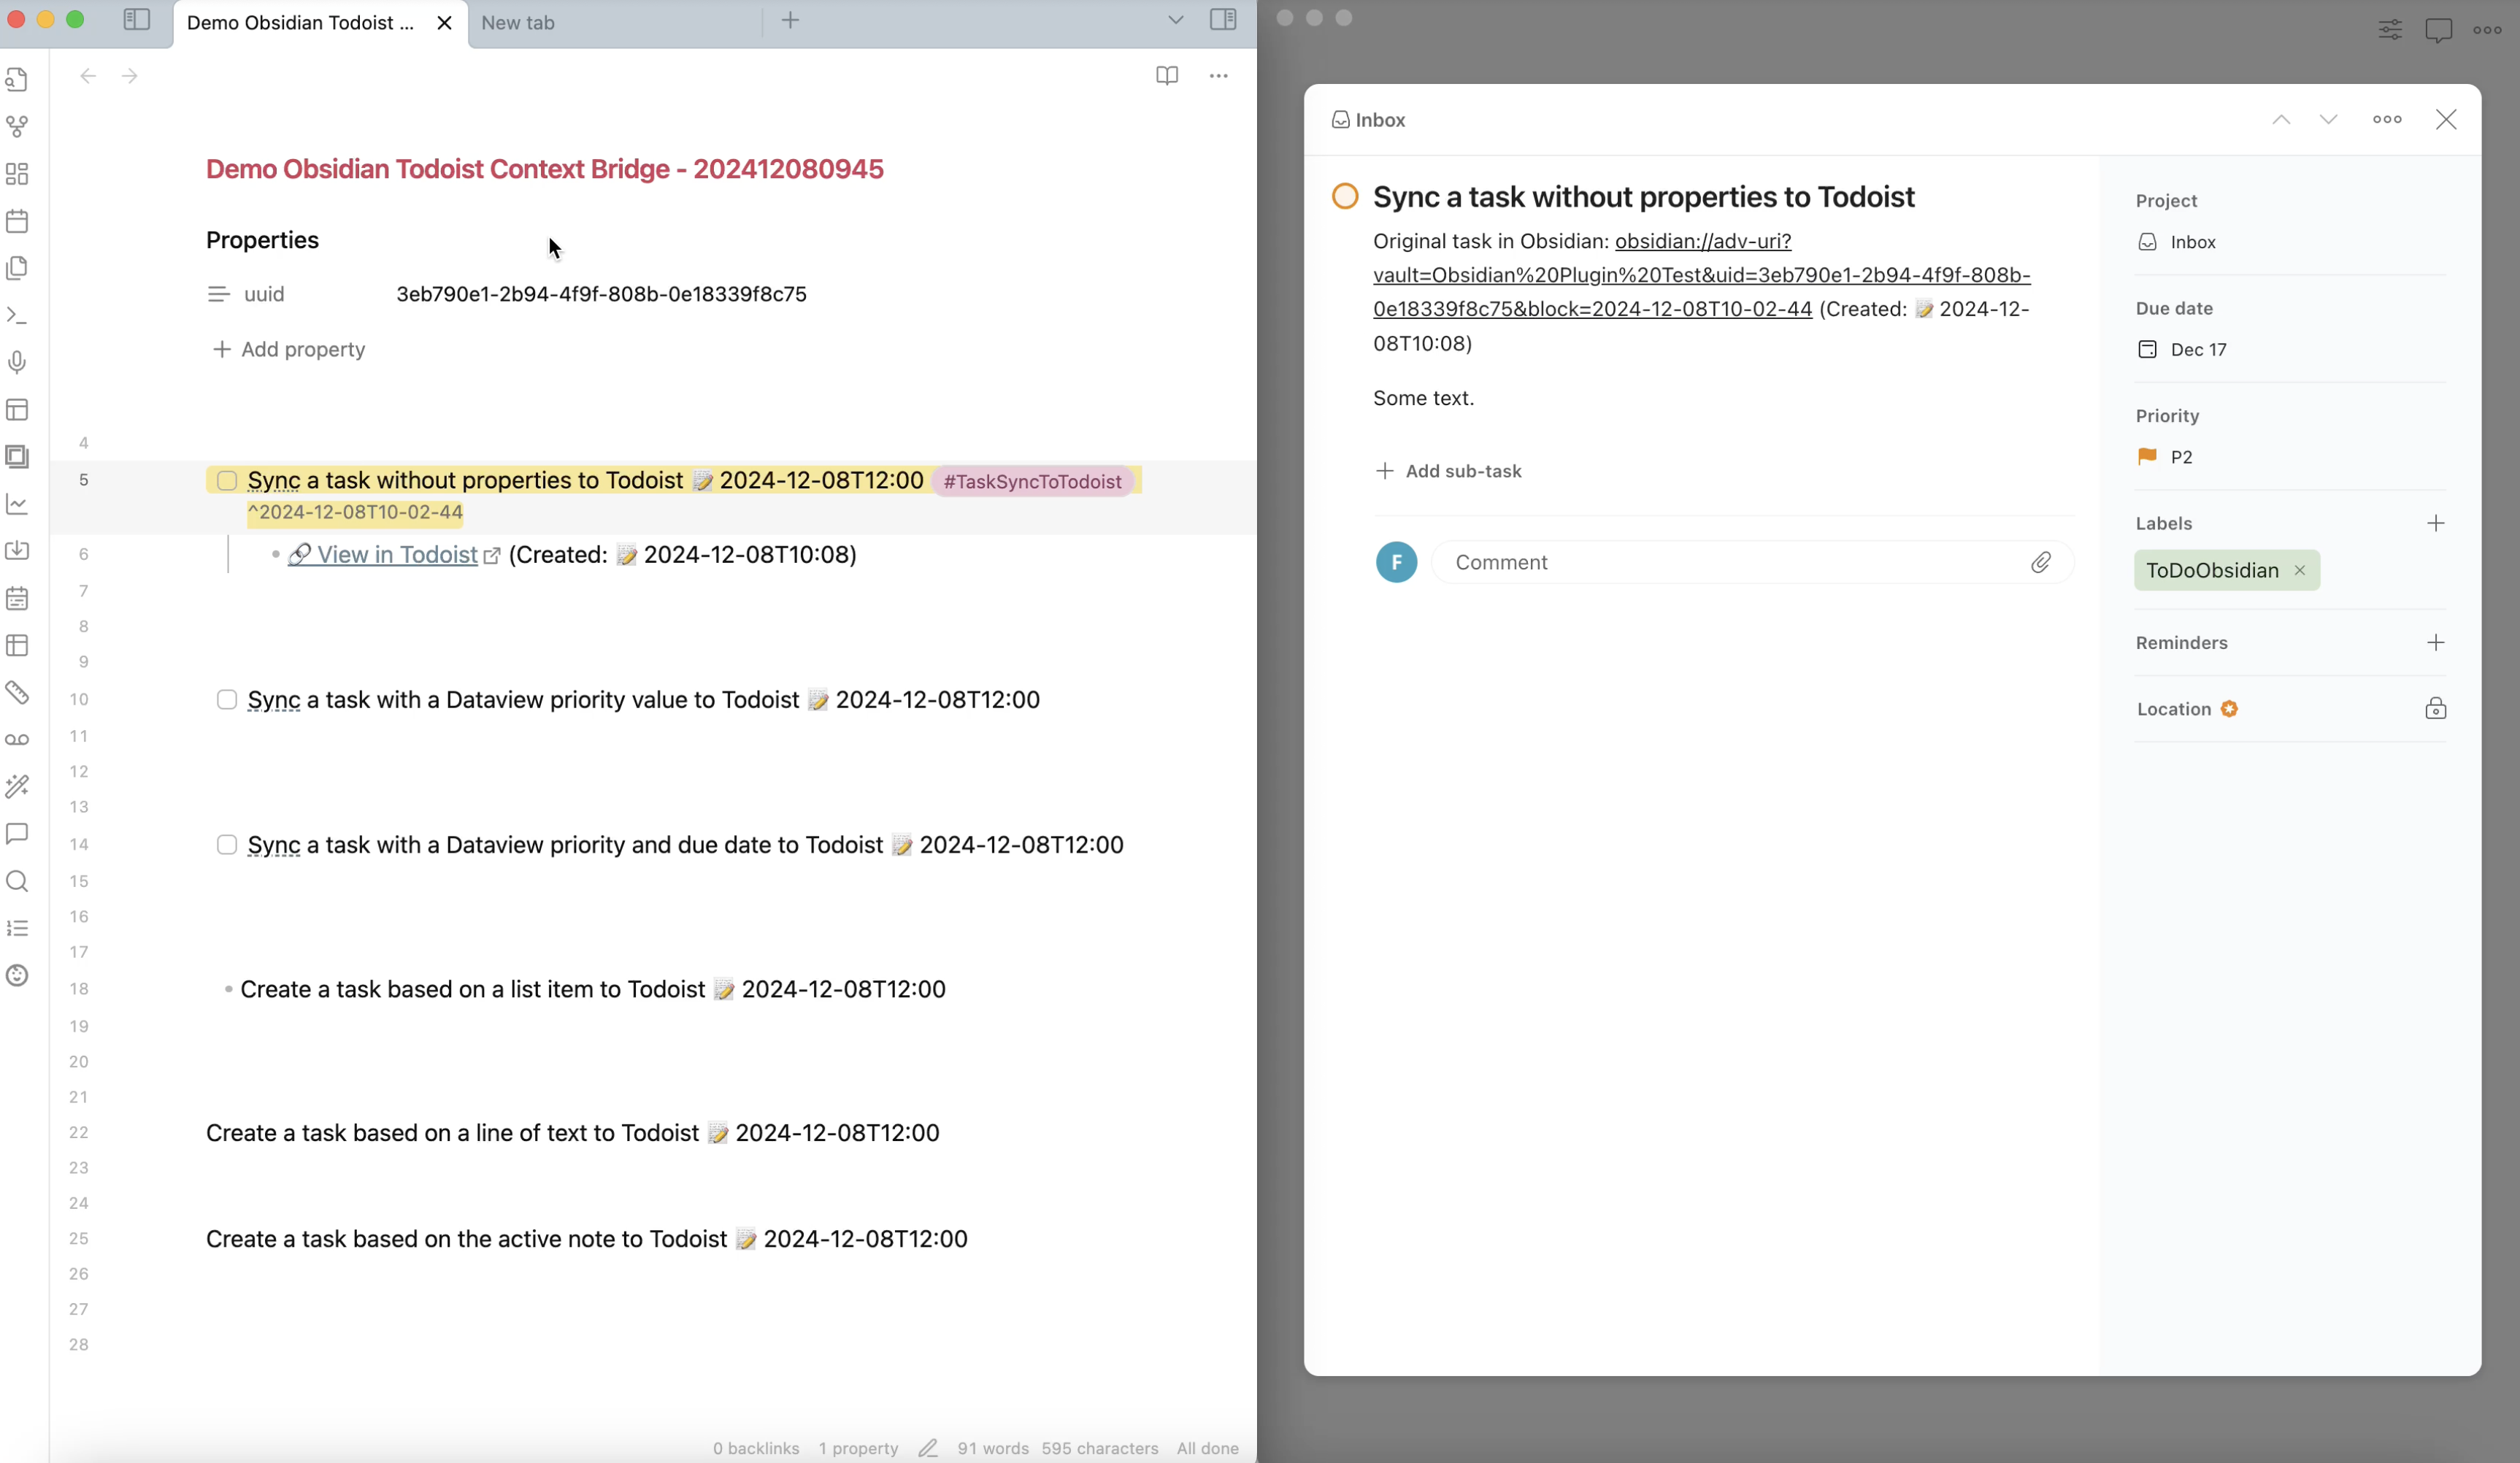 Demo Obsidian Todoist ...
New tab
Demo Obsidian Todoist Context Bridge - 202412080945
Properties
uuid 3eb790e1-2b94-4f9f-808b-0e18339f8c75
Add property
4
5 Sync a task without properties to Todoist 📝 2024-12-08T12:00 #TaskSyncToTodoist
^2024-12-08T10-02-44
6 🔗 View in Todoist (Created: 📝 2024-12-08T10:08)
7
8
9
10 Sync a task with a Dataview priority value to Todoist 📝 2024-12-08T12:00
11
12
13
14 Sync a task with a Dataview priority and due date to Todoist 📝 2024-12-08T12:00
15
16
17
18 Create a task based on a list item to Todoist 📝 2024-12-08T12:00
19
20
21
22 Create a task based on a line of text to Todoist 📝 2024-12-08T12:00
23
24
25 Create a task based on the active note to Todoist 📝 2024-12-08T12:00
26
27
28
0 backlinks 1 property 91 words 595 characters All done
Inbox
Sync a task without properties to Todoist
Original task in Obsidian: obsidian://adv-uri?
vault=Obsidian%20Plugin%20Test&uid=3eb790e1-2b94-4f9f-808b-
0e18339f8c75&block=2024-12-08T10-02-44 (Created: 📝 2024-12-
08T10:08)
Some text.
Add sub-task
F
Comment
Project
Inbox
Due date
Dec 17
Priority
P2
Labels
ToDoObsidian
Reminders
Location